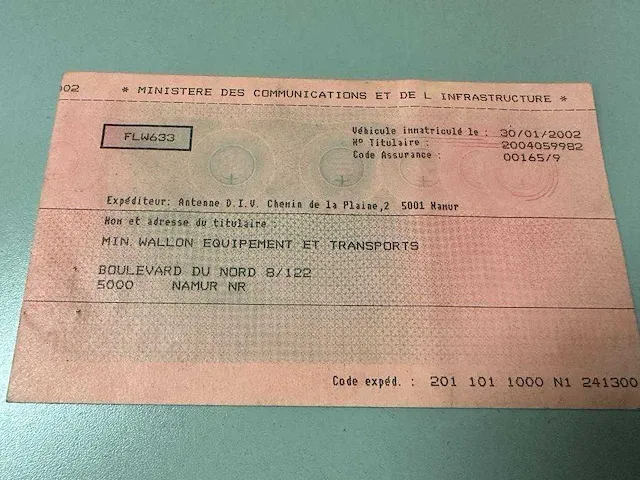 002 * MINISTERE DES COMMUNICATIONS ET DE L INFRASTRUCTURE *
FLW633
Véhicule immatriculé le : 30/01/2002
N° Titulaire : 2004059982
Code Assurance : 00165/9
Expéditeur: Antenne D.I.V. Chemin de la Plaine,2 5001 Namur
Nom et adresse du titulaire
MIN. WALLON EQUIPEMENT ET TRANSPORTS
BOULEVARD DU NORD 8/122
5000 NAMUR NR
Code expéd. : 201 101 1000 N1 241300